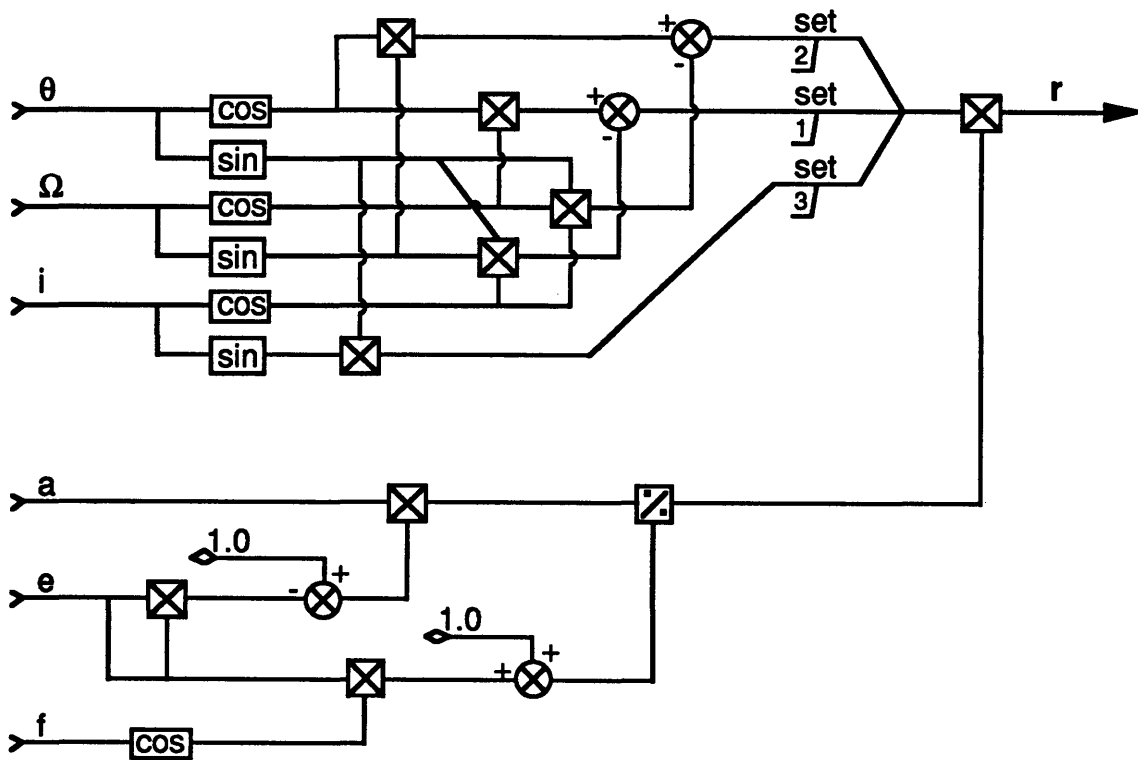 set
2
+
-
θ
cos
+
-
set
1
r
sin
set
3
Ω
cos
sin
i
cos
sin
a
1.0
+
e
-
1.0
+
+
f
cos